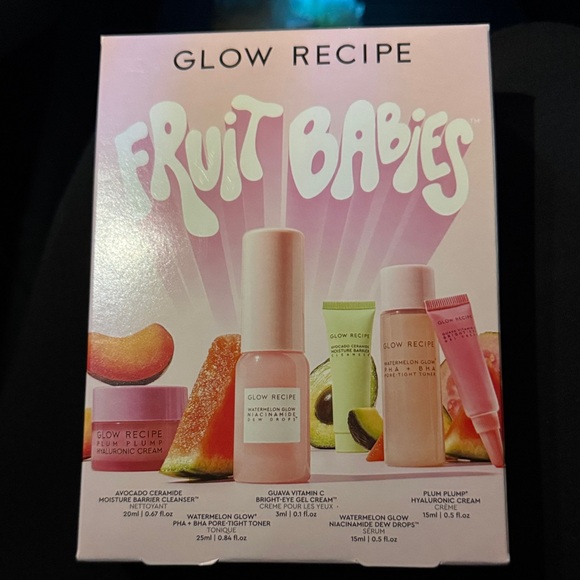 GLOW RECIPE
FRUiT BABiES™
GLOW RECIPE
PLUM PLUMP
HYALURONIC CREAM
GLOW RECIPE
WATERMELON GLOW
NIACINAMIDE
DEW DROPS
GLOW RECIPE
AVOCADO CERAMIDE
MOISTURE BARRIER
CLEANSER
GLOW RECIPE
WATERMELON GLOW
PHA + BHA
PORE-TIGHT TONER
GLOW RECIPE
AVOCADO CERAMIDE
MOISTURE BARRIER CLEANSER™
NETTOYANT
20ml | 0.67 fl.oz
WATERMELON GLOW®
PHA + BHA PORE-TIGHT TONER
TONIQUE
25ml | 0.84 fl.oz
GUAVA VITAMIN C
BRIGHT-EYE GEL CREAM™
CREME POUR LES YEUX
3ml | 0.1 fl.oz
WATERMELON GLOW
NIACINAMIDE DEW DROPS™
SÉRUM
15ml | 0.5 fl.oz
PLUM PLUMP®
HYALURONIC CREAM
CRÈME
15ml | 0.5 fl.oz